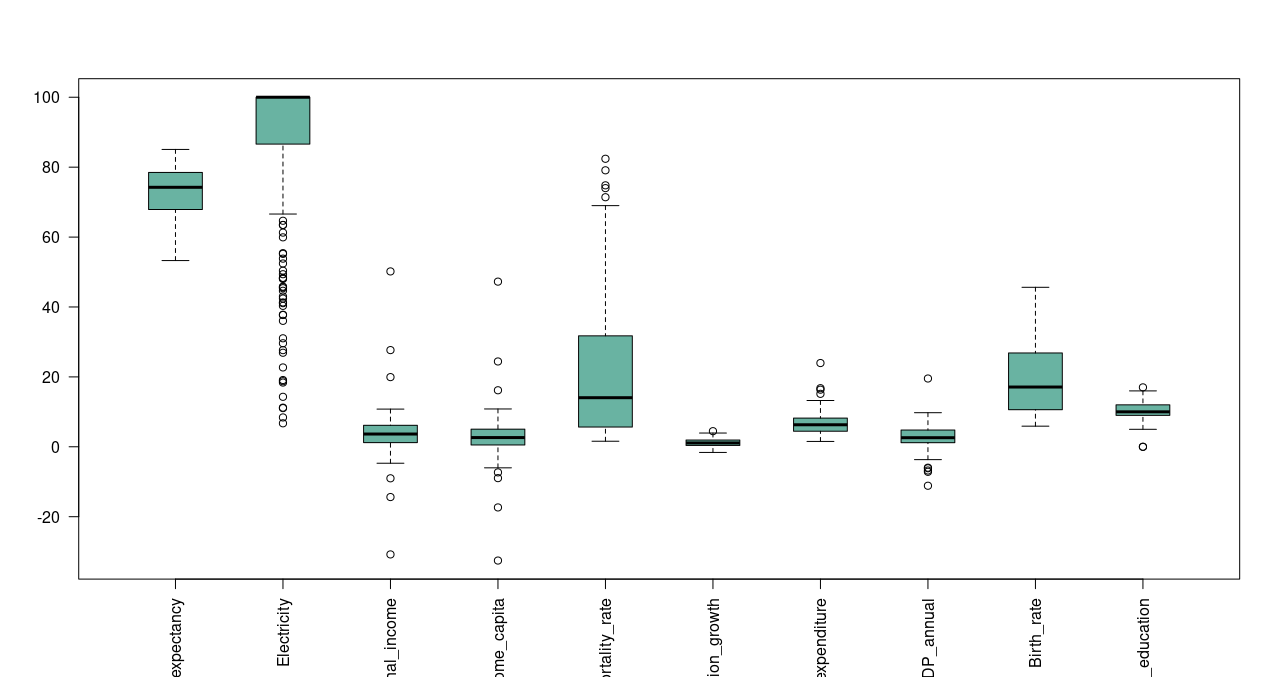 100
80
60
40
20
0
-20
expectancy
Electricity
nal_income
ome_capita
ortality_rate
ion_growth
expenditure
DP_annual
Birth_rate
_education